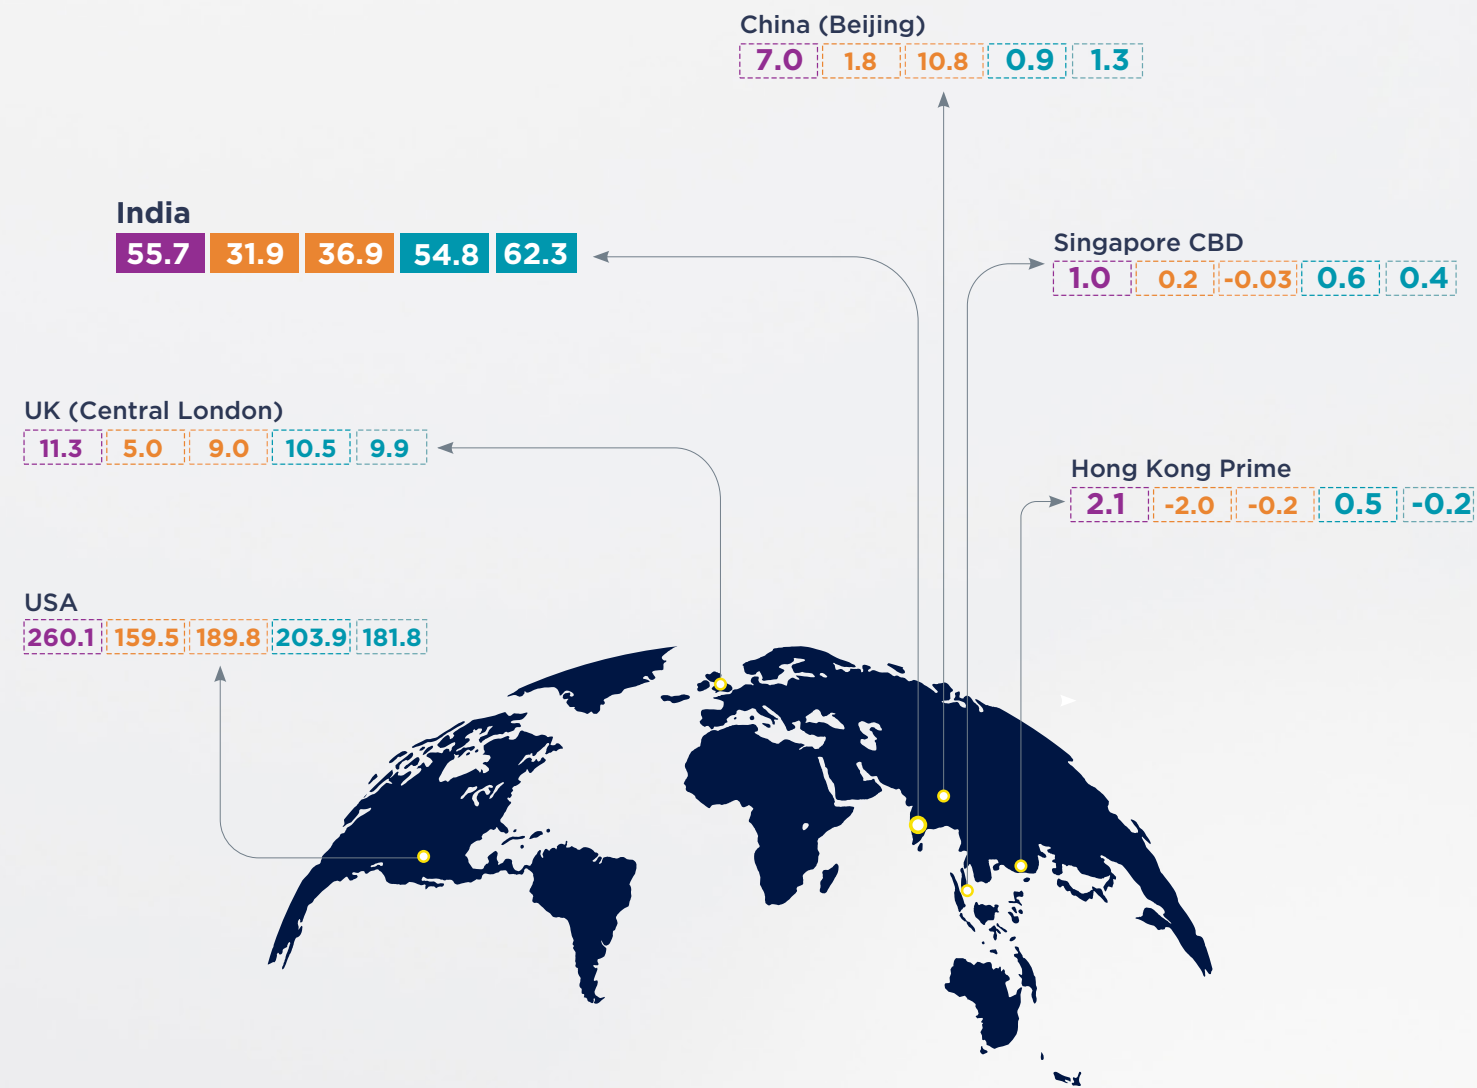 China (Beijing)
7.0 1.8 10.8 0.9 1.3
India
55.7 31.9 36.9 54.8 62.3
Singapore CBD
1.0 0.2 -0.03 0.6 0.4
UK (Central London)
11.3 5.0 9.0 10.5 9.9
Hong Kong Prime
2.1 -2.0 -0.2 0.5 -0.2
USA
260.1 159.5 189.8 203.9 181.8